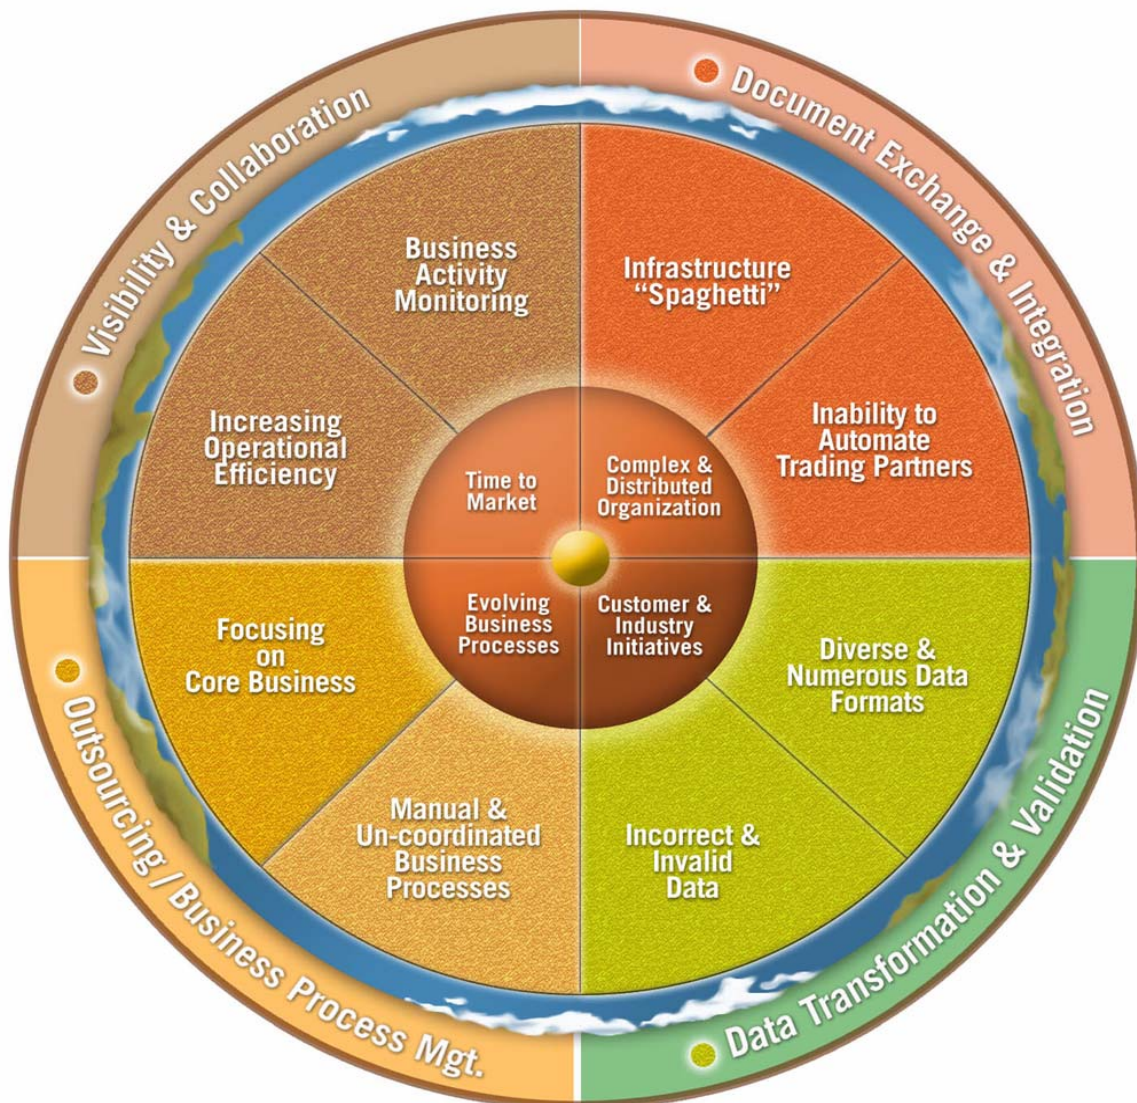 Visibility & Collaboration
Document Exchange & Integration
Business
Activity
Monitoring
Infrastructure
“Spaghetti”
Increasing
Operational
Efficiency
Inability to
Automate
Trading Partners
Time to
Market
Complex &
Distributed
Organization
Evolving
Business
Processes
Customer &
Industry
Initiatives
Focusing
on
Core Business
Diverse &
Numerous Data
Formats
Manual &
Un-coordinated
Business
Processes
Incorrect &
Invalid
Data
Outsourcing / Business Process Mgt.
Data Transformation & Validation